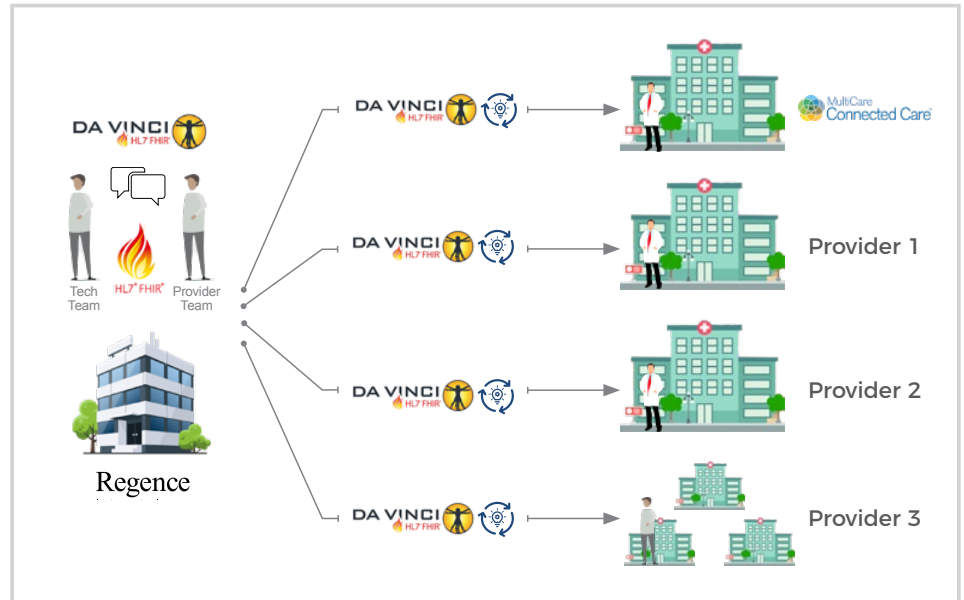 DA VINCI
HL7® FHIR®
HL7® FHIR®
Tech
Team
Provider
Team
Regence
DA VINCI
HL7® FHIR®
MultiCare
Connected Care™
DA VINCI
HL7® FHIR®
Provider 1
DA VINCI
HL7® FHIR®
Provider 2
DA VINCI
HL7® FHIR®
Provider 3